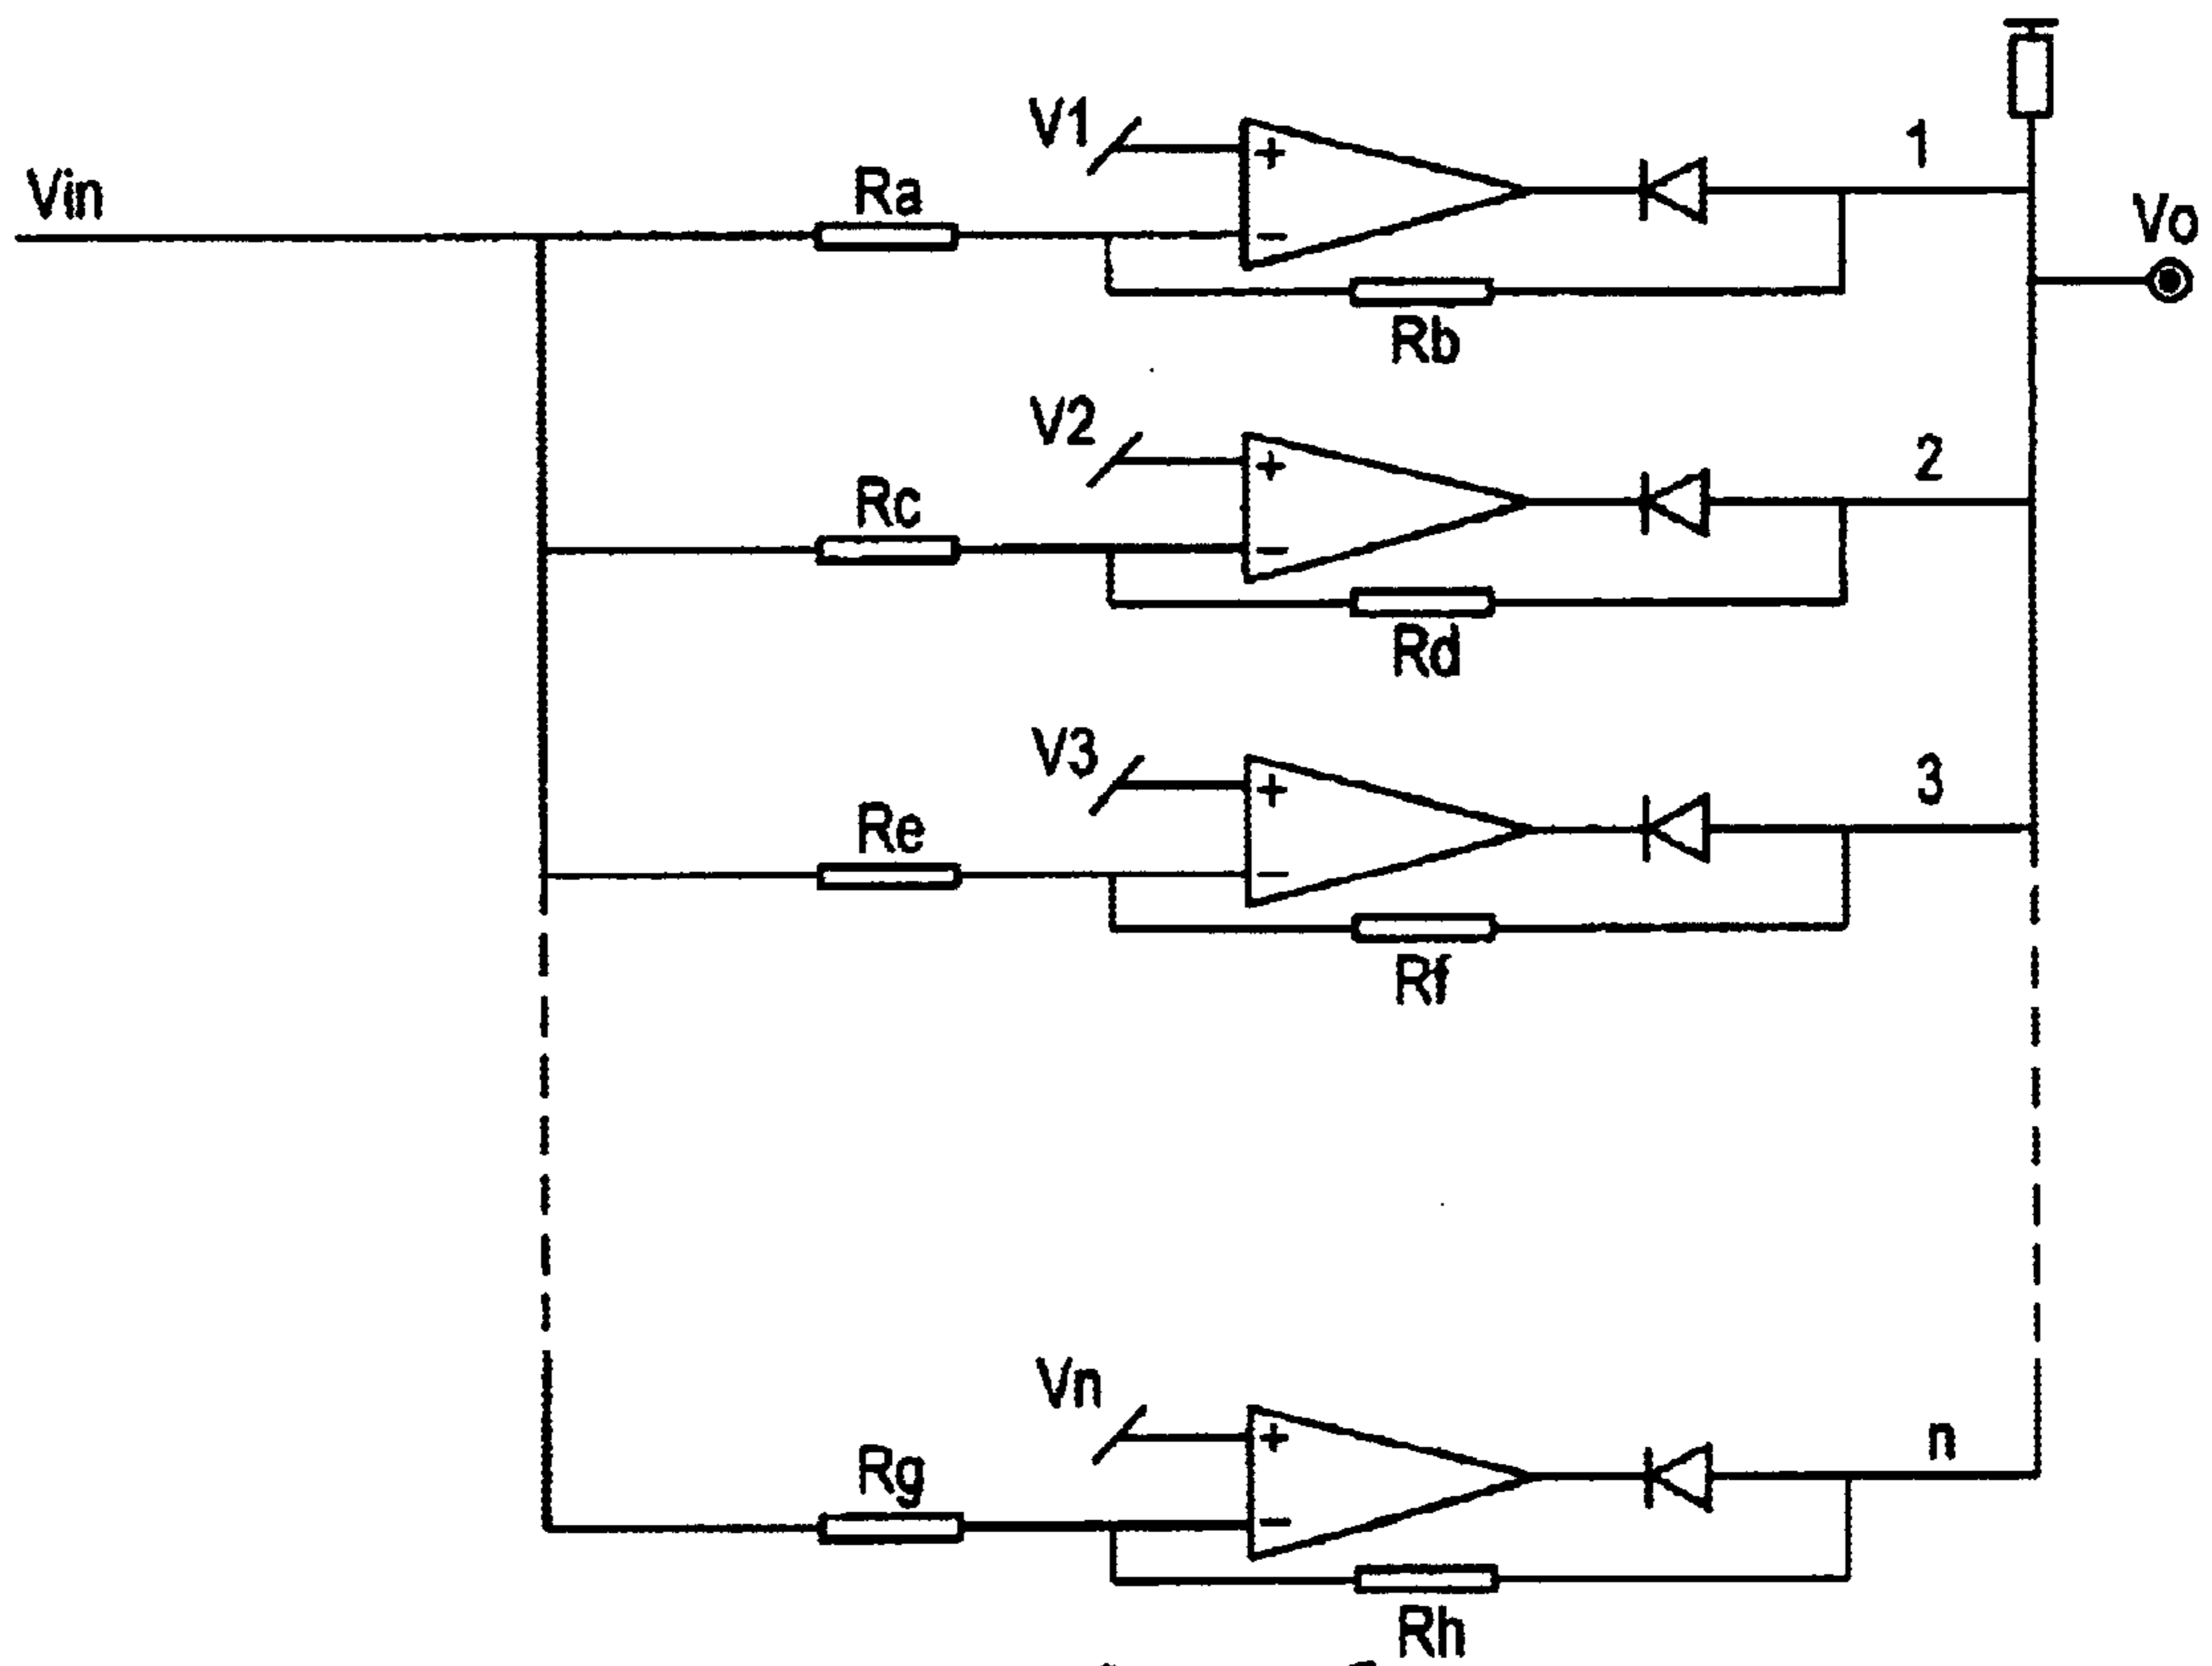 Vin
Ra
V1
+
−
Rb
1
Vo
Rc
V2
+
−
Rd
2
Re
V3
+
−
Rf
3
Rg
Vn
+
−
Rh
n